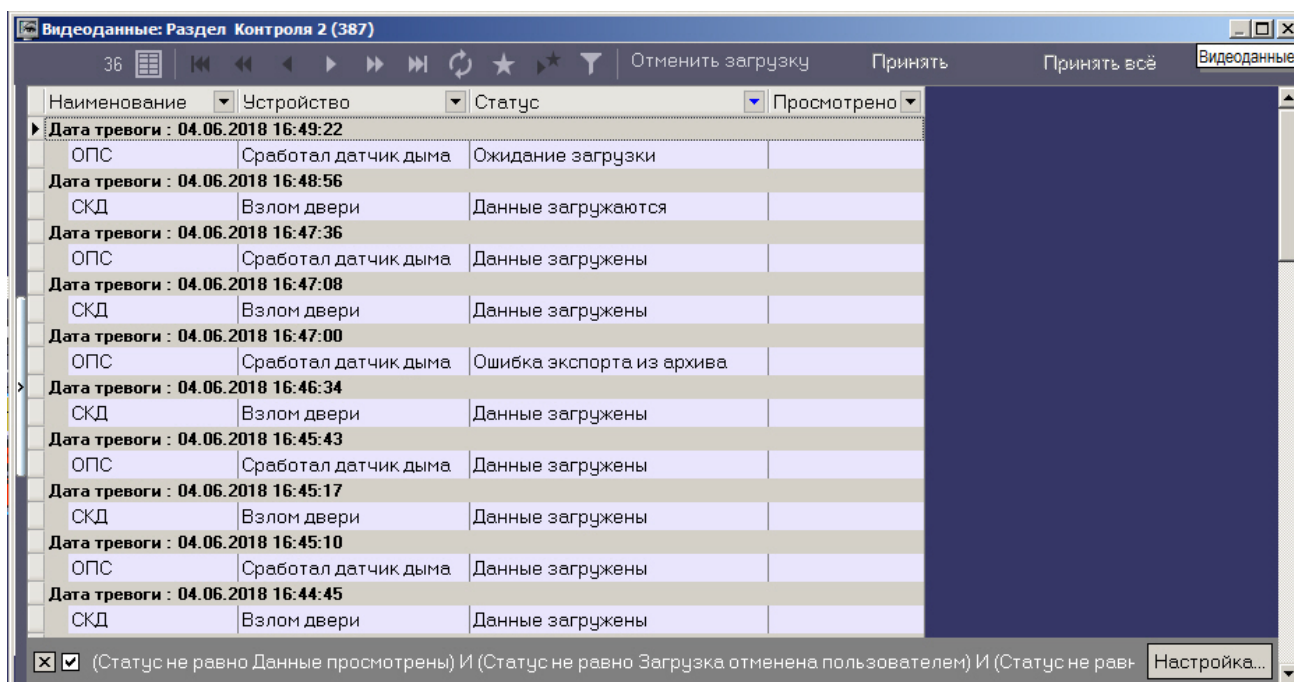 Видеоданные: Раздел Контроля 2 (387)
36 Отменить загрузку Принять Принять всё Видеоданные
Наименование Устройство Статус Просмотрено
Дата тревоги : 04.06.2018 16:49:22
ОПС Сработал датчик дыма Ожидание загрузки
Дата тревоги : 04.06.2018 16:48:56
СКД Взлом двери Данные загружаются
Дата тревоги : 04.06.2018 16:47:36
ОПС Сработал датчик дыма Данные загружены
Дата тревоги : 04.06.2018 16:47:08
СКД Взлом двери Данные загружены
Дата тревоги : 04.06.2018 16:47:00
ОПС Сработал датчик дыма Ошибка экспорта из архива
Дата тревоги : 04.06.2018 16:46:34
СКД Взлом двери Данные загружены
Дата тревоги : 04.06.2018 16:45:43
ОПС Сработал датчик дыма Данные загружены
Дата тревоги : 04.06.2018 16:45:17
СКД Взлом двери Данные загружены
Дата тревоги : 04.06.2018 16:45:10
ОПС Сработал датчик дыма Данные загружены
Дата тревоги : 04.06.2018 16:44:45
СКД Взлом двери Данные загружены
(Статус не равно Данные просмотрены) И (Статус не равно Загрузка отменена пользователем) И (Статус не равн Настройка...